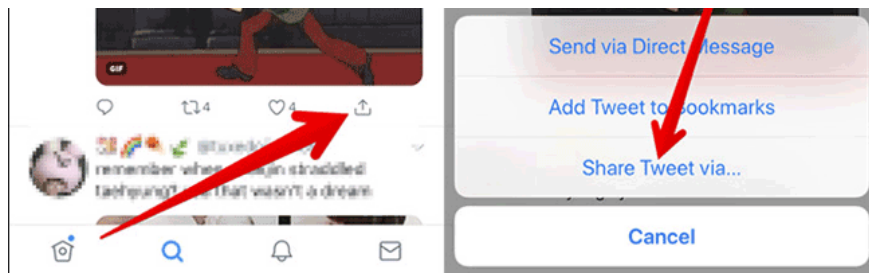 GIF
4
4
remember when
straddled
that wasn't a dream
Send via Direct Message
Add Tweet to Bookmarks
Share Tweet via...
Cancel